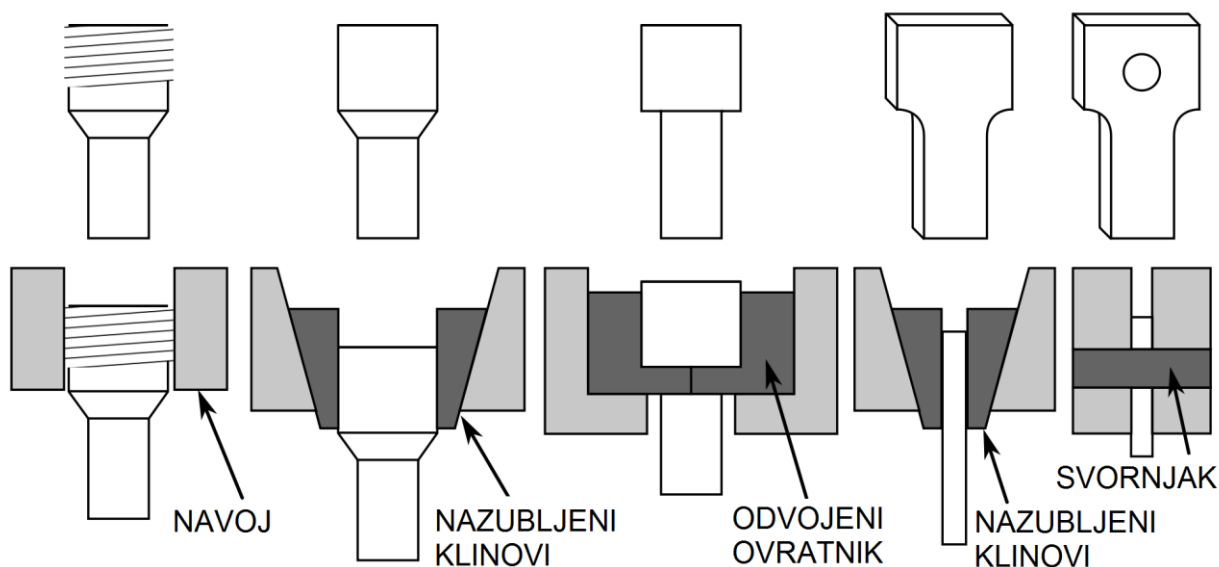 NAVOJ
NAZUBLJENI
KLINOVI
ODVOJENI
OVRATNIK
NAZUBLJENI
KLINOVI
SVORNJAK